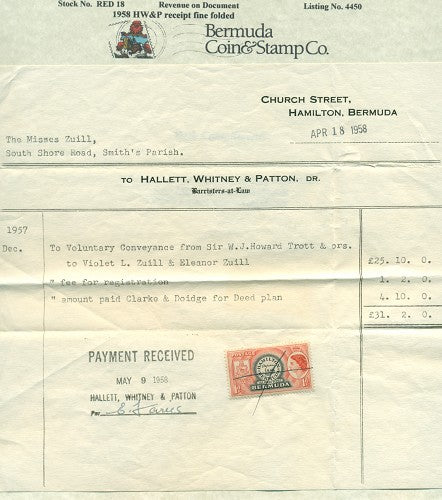 Stock No. RED 18 Revenue on Document Listing No. 4450
1958 HW&P receipt fine folded
Bermuda
Coin&Stamp Co.
CHURCH STREET,
HAMILTON, BERMUDA
APR 18 1958
The Misses Zuill,
South Shore Road, Smith's Parish.
TO HALLETT, WHITNEY & PATTON, DR.
Barristers-at-Law
1957
Dec. To Voluntary Conveyance from Sir W.J.Howard Trott & ors.
to Violet L. Zuill & Eleanor Zuill £25. 10. 0.
" fee for registration 1. 2. 0.
" amount paid Clarke & Doidge for Deed plan 4. 10. 0.
£31. 2. 0.
PAYMENT RECEIVED
MAY 9 1958
HALLETT, WHITNEY & PATTON
Per
BERMUDA